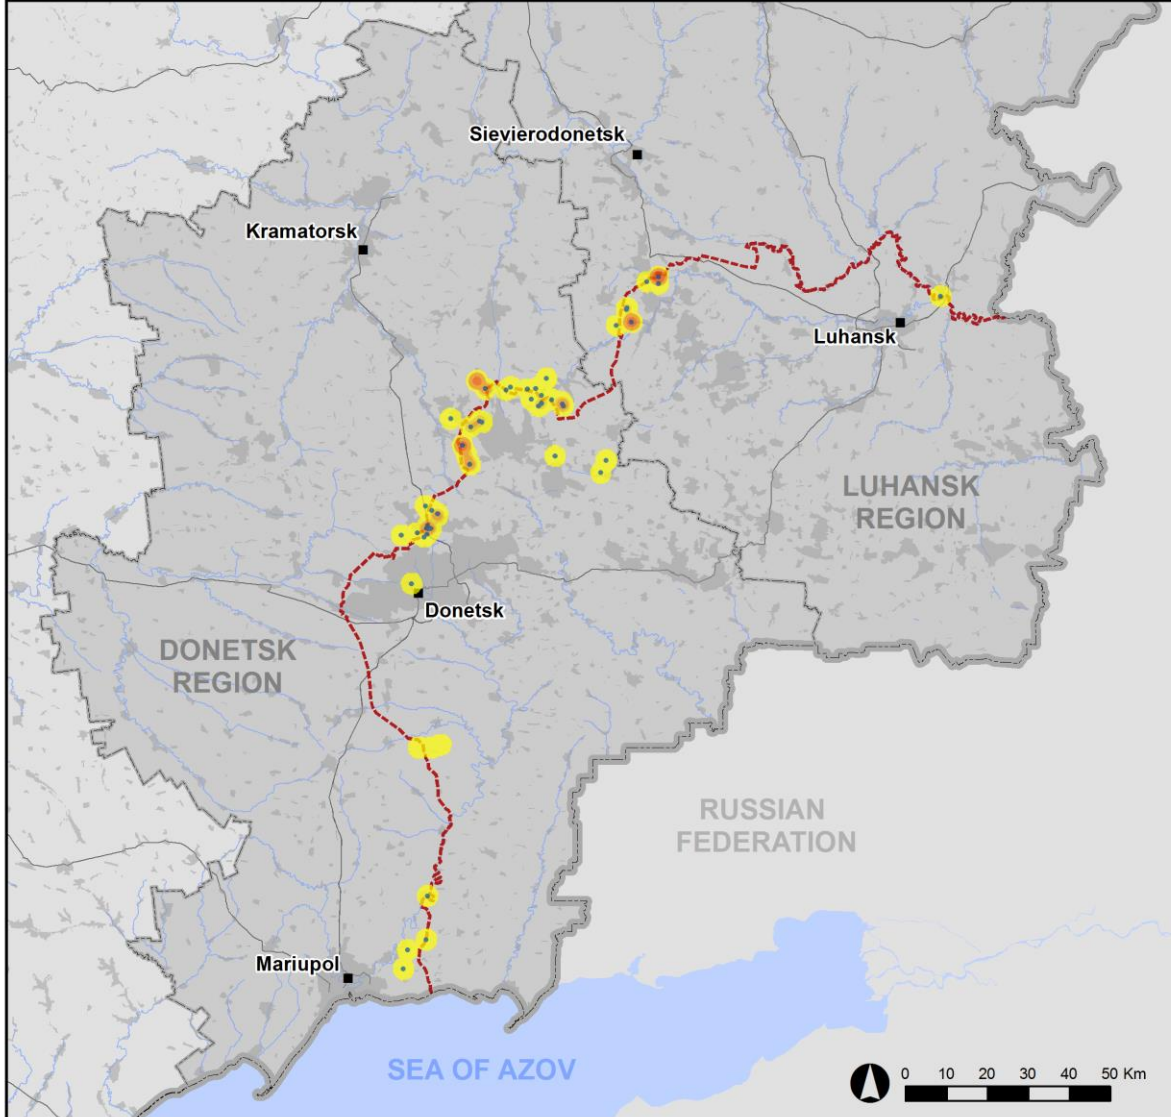 Sievierodonetsk
Kramatorsk
Luhansk
LUHANSK
REGION
Donetsk
DONETSK
REGION
RUSSIAN
FEDERATION
Mariupol
SEA OF AZOV
0 10 20 30 40 50 Km